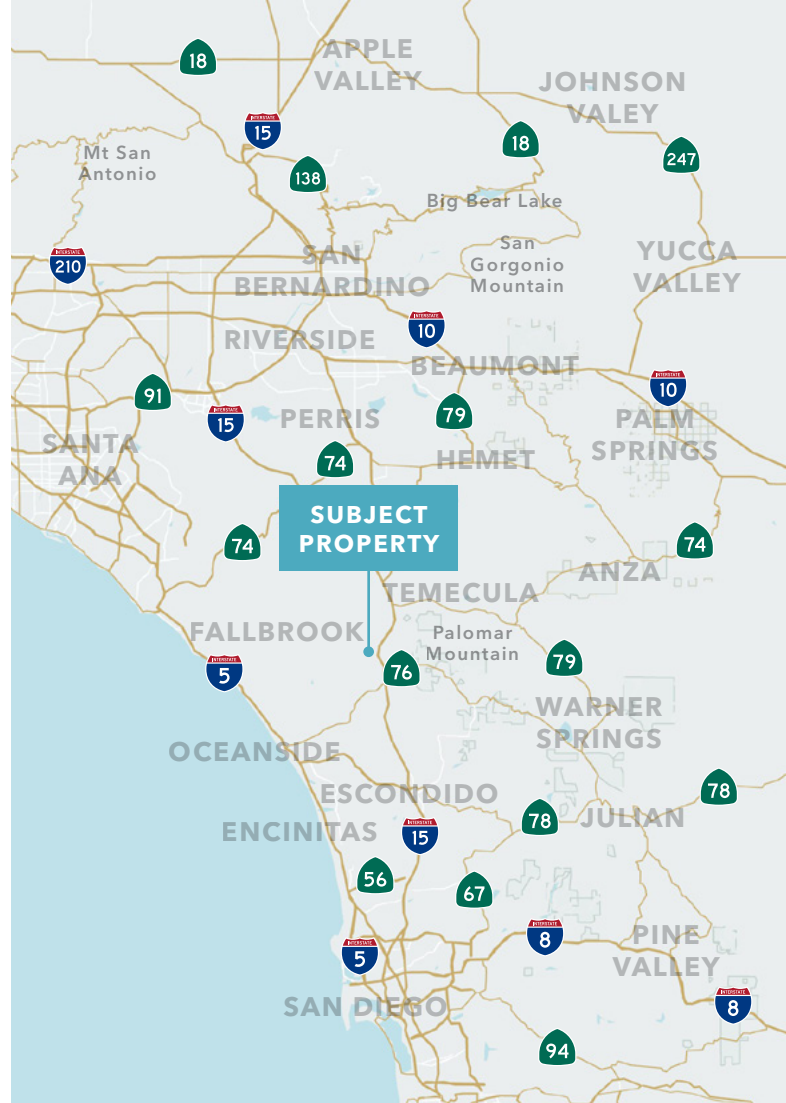 APPLE
VALLEY
18
JOHNSON
VALEY
INTERSTATE
15
18
Mt San
Antonio
247
138
Big Bear Lake
San
Gorgonio
Mountain
SAN
BERNARDINO
YUCCA
VALLEY
INTERSTATE
210
INTERSTATE
10
RIVERSIDE
BEAUMONT
INTERSTATE
10
91
INTERSTATE
15
PERRIS
79
PALM
SPRINGS
SANTA
ANA
74
HEMET
SUBJECT
PROPERTY
74
74
ANZA
TEMECULA
FALLBROOK
Palomar
Mountain
INTERSTATE
5
76
79
WARNER
SPRINGS
OCEANSIDE
ESCONDIDO
78
ENCINITAS
INTERSTATE
15
78
JULIAN
56
67
INTERSTATE
5
INTERSTATE
8
PINE
VALLEY
SAN DIEGO
INTERSTATE
8
94